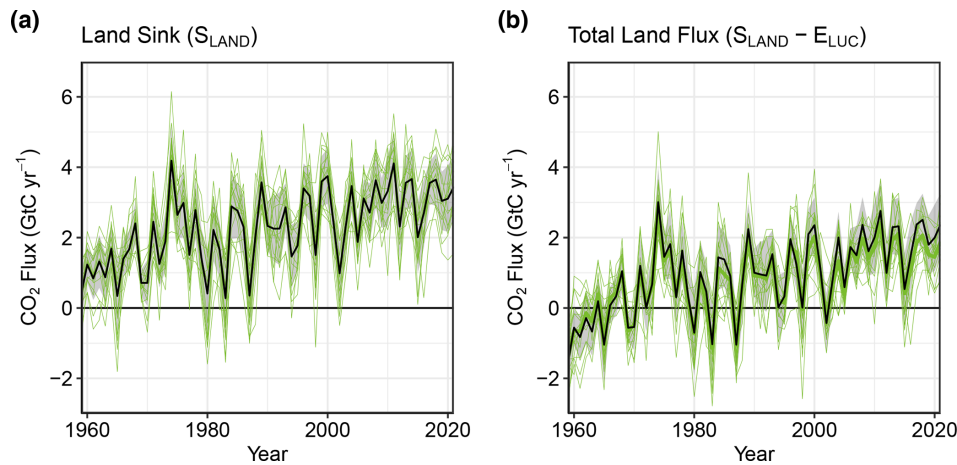 (a)
Land Sink (S_LAND)
CO₂ Flux (GtC yr⁻¹)
6
4
2
0
−2
1960 1980 2000 2020
Year
(b)
Total Land Flux (S_LAND − E_LUC)
CO₂ Flux (GtC yr⁻¹)
6
4
2
0
−2
1960 1980 2000 2020
Year